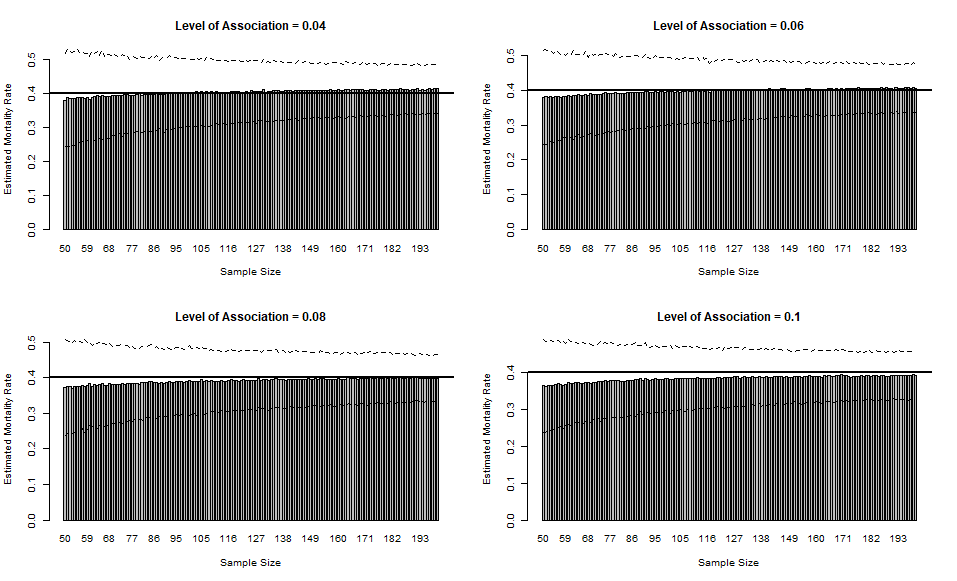 Level of Association = 0.04
Estimated Mortality Rate
0.0 0.1 0.2 0.3 0.4 0.5
50 59 68 77 86 95 105 116 127 138 149 160 171 182 193
Sample Size
Level of Association = 0.06
Estimated Mortality Rate
0.0 0.1 0.2 0.3 0.4 0.5
50 59 68 77 86 95 105 116 127 138 149 160 171 182 193
Sample Size
Level of Association = 0.08
Estimated Mortality Rate
0.0 0.1 0.2 0.3 0.4 0.5
50 59 68 77 86 95 105 116 127 138 149 160 171 182 193
Sample Size
Level of Association = 0.1
Estimated Mortality Rate
0.0 0.1 0.2 0.3 0.4
50 59 68 77 86 95 105 116 127 138 149 160 171 182 193
Sample Size